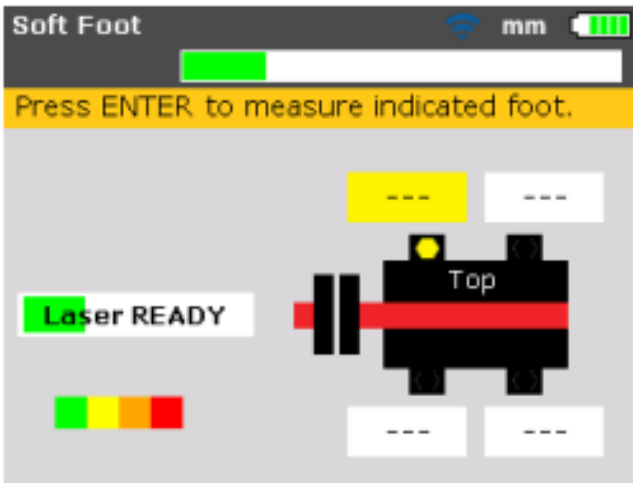 Soft Foot mm
Press ENTER to measure indicated foot.
--- ---
Top
Laser READY
--- ---